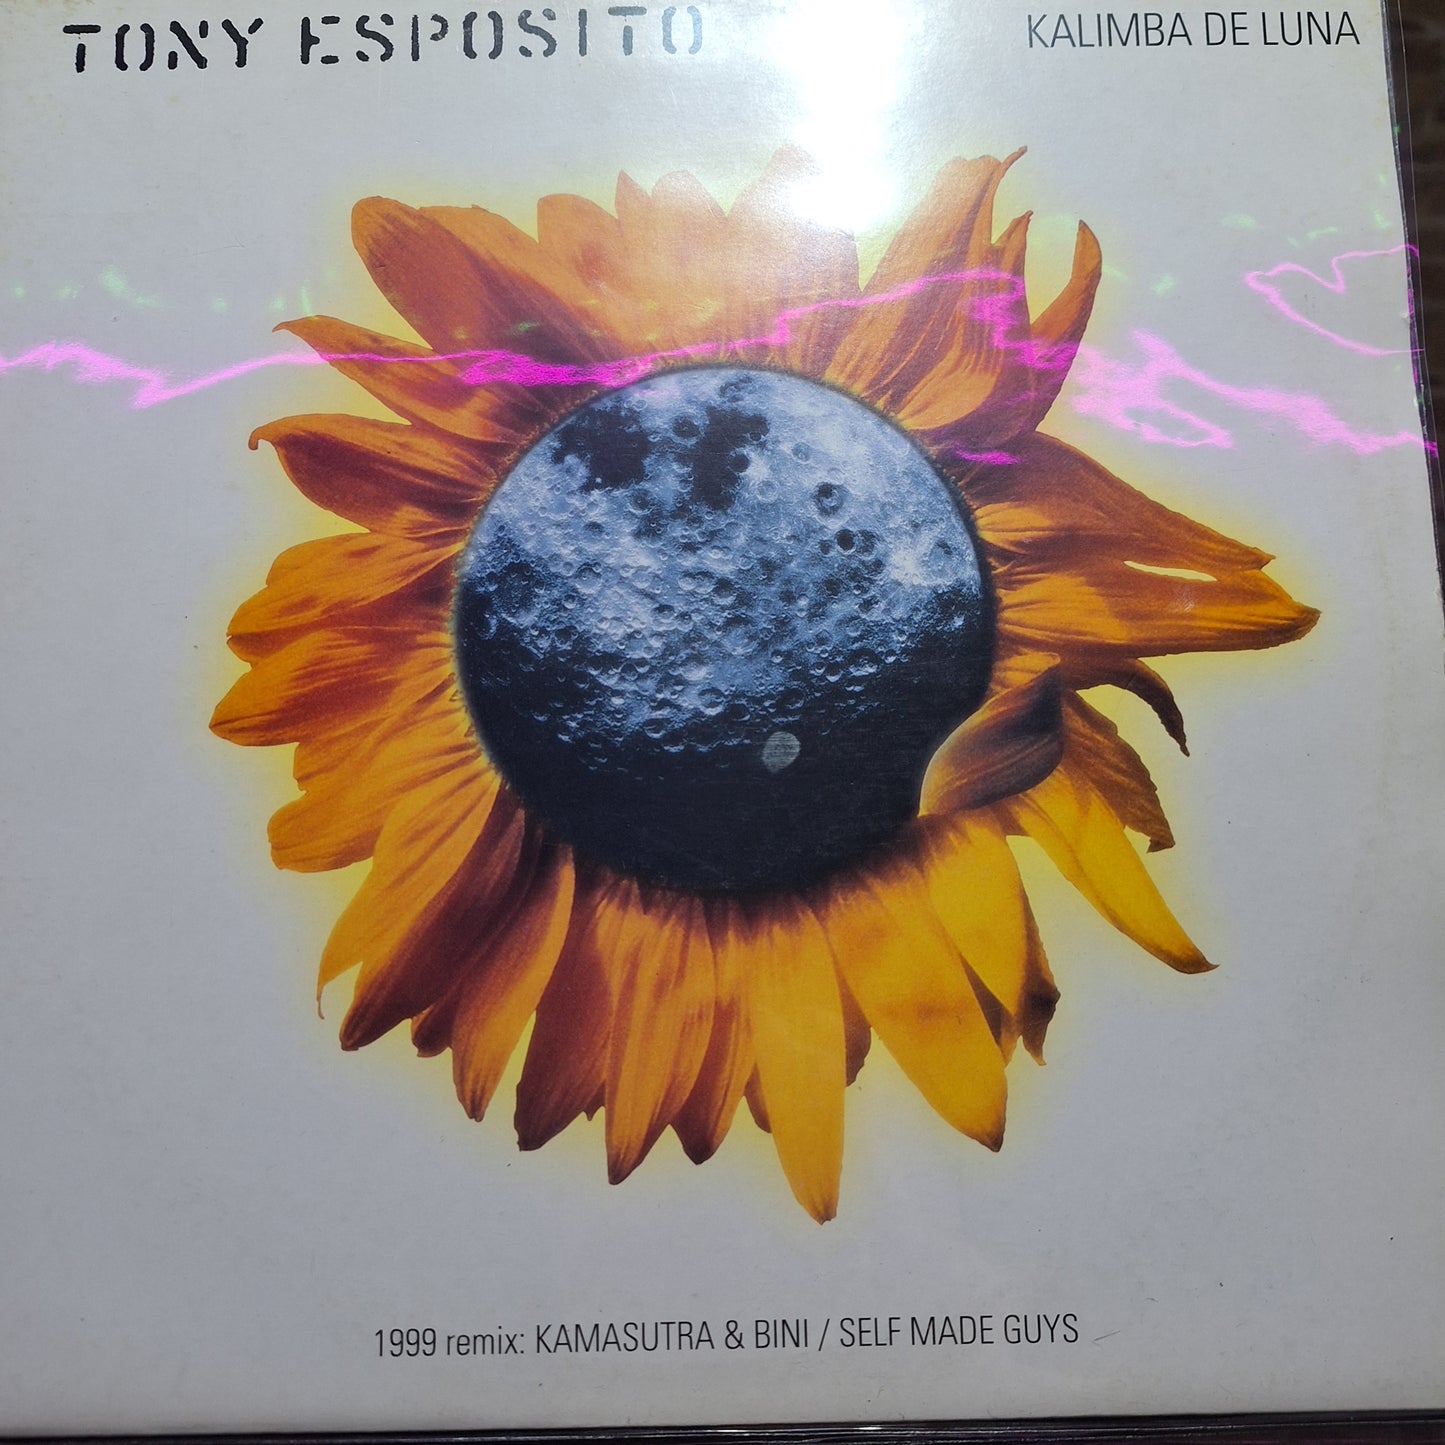 TONY ESPOSITO
KALIMBA DE LUNA
1999 remix: KAMASUTRA & BINI / SELF MADE GUYS